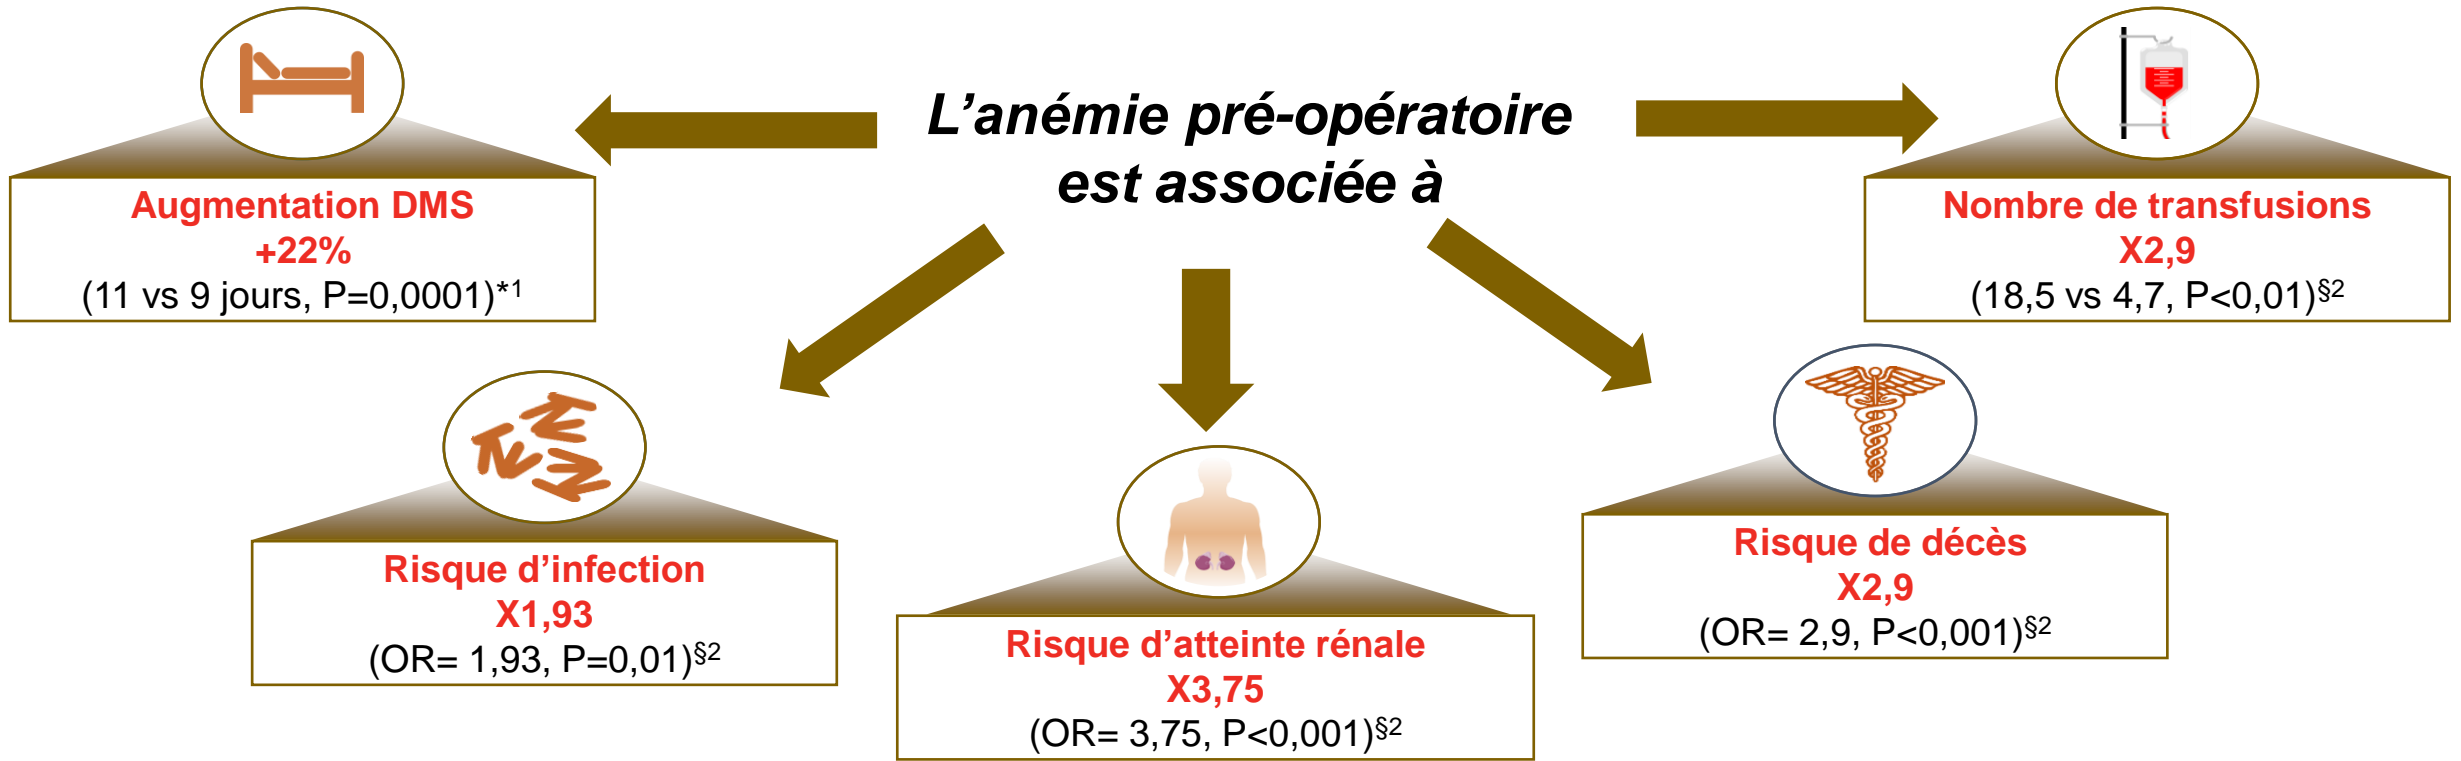 L’anémie pré-opératoire
est associée à
Augmentation DMS
+22%
(11 vs 9 jours, P=0,0001)*1
Nombre de transfusions
X2,9
(18,5 vs 4,7, P<0,01)§2
Risque d’infection
X1,93
(OR= 1,93, P=0,01)§2
Risque d’atteinte rénale
X3,75
(OR= 3,75, P<0,001)§2
Risque de décès
X2,9
(OR= 2,9, P<0,001)§2